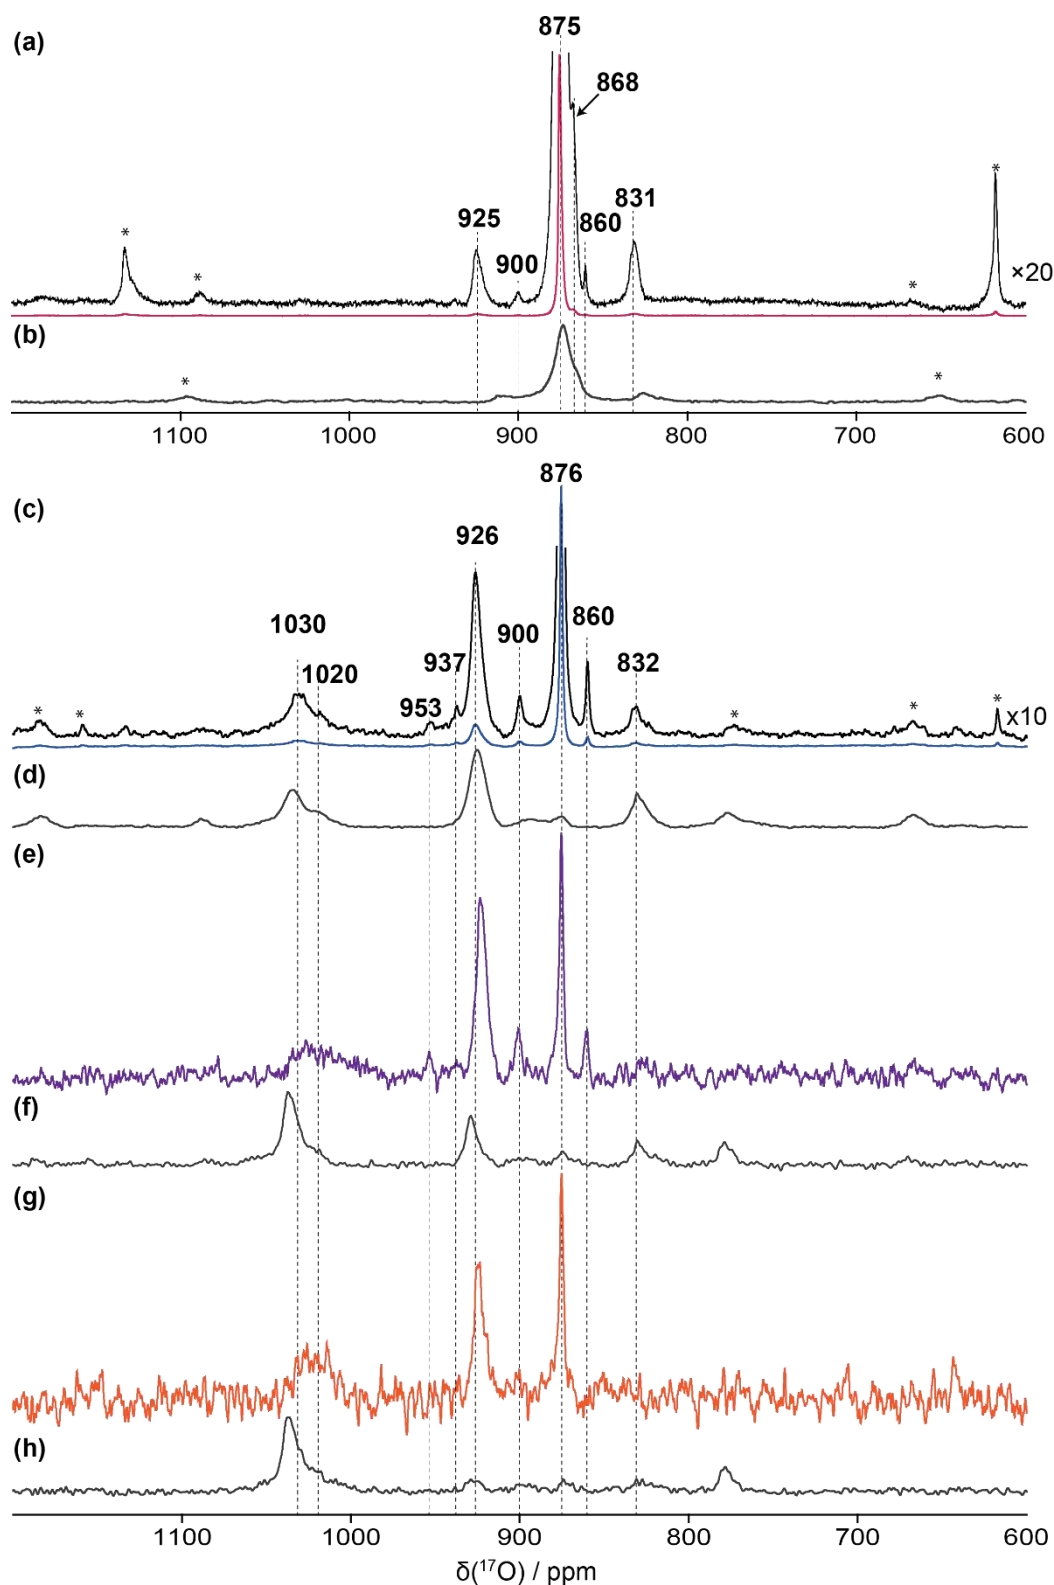 (a)
875
868
925
900
860
831
* * * *
×20
(b)
* *
1100 1000 900 800 700 600
(c)
876
926
1030
1020
953
937
900
860
832
* * * * *
x10
(d)
(e)
(f)
(g)
(h)
1100 1000 900 800 700 600
δ(¹⁷O) / ppm